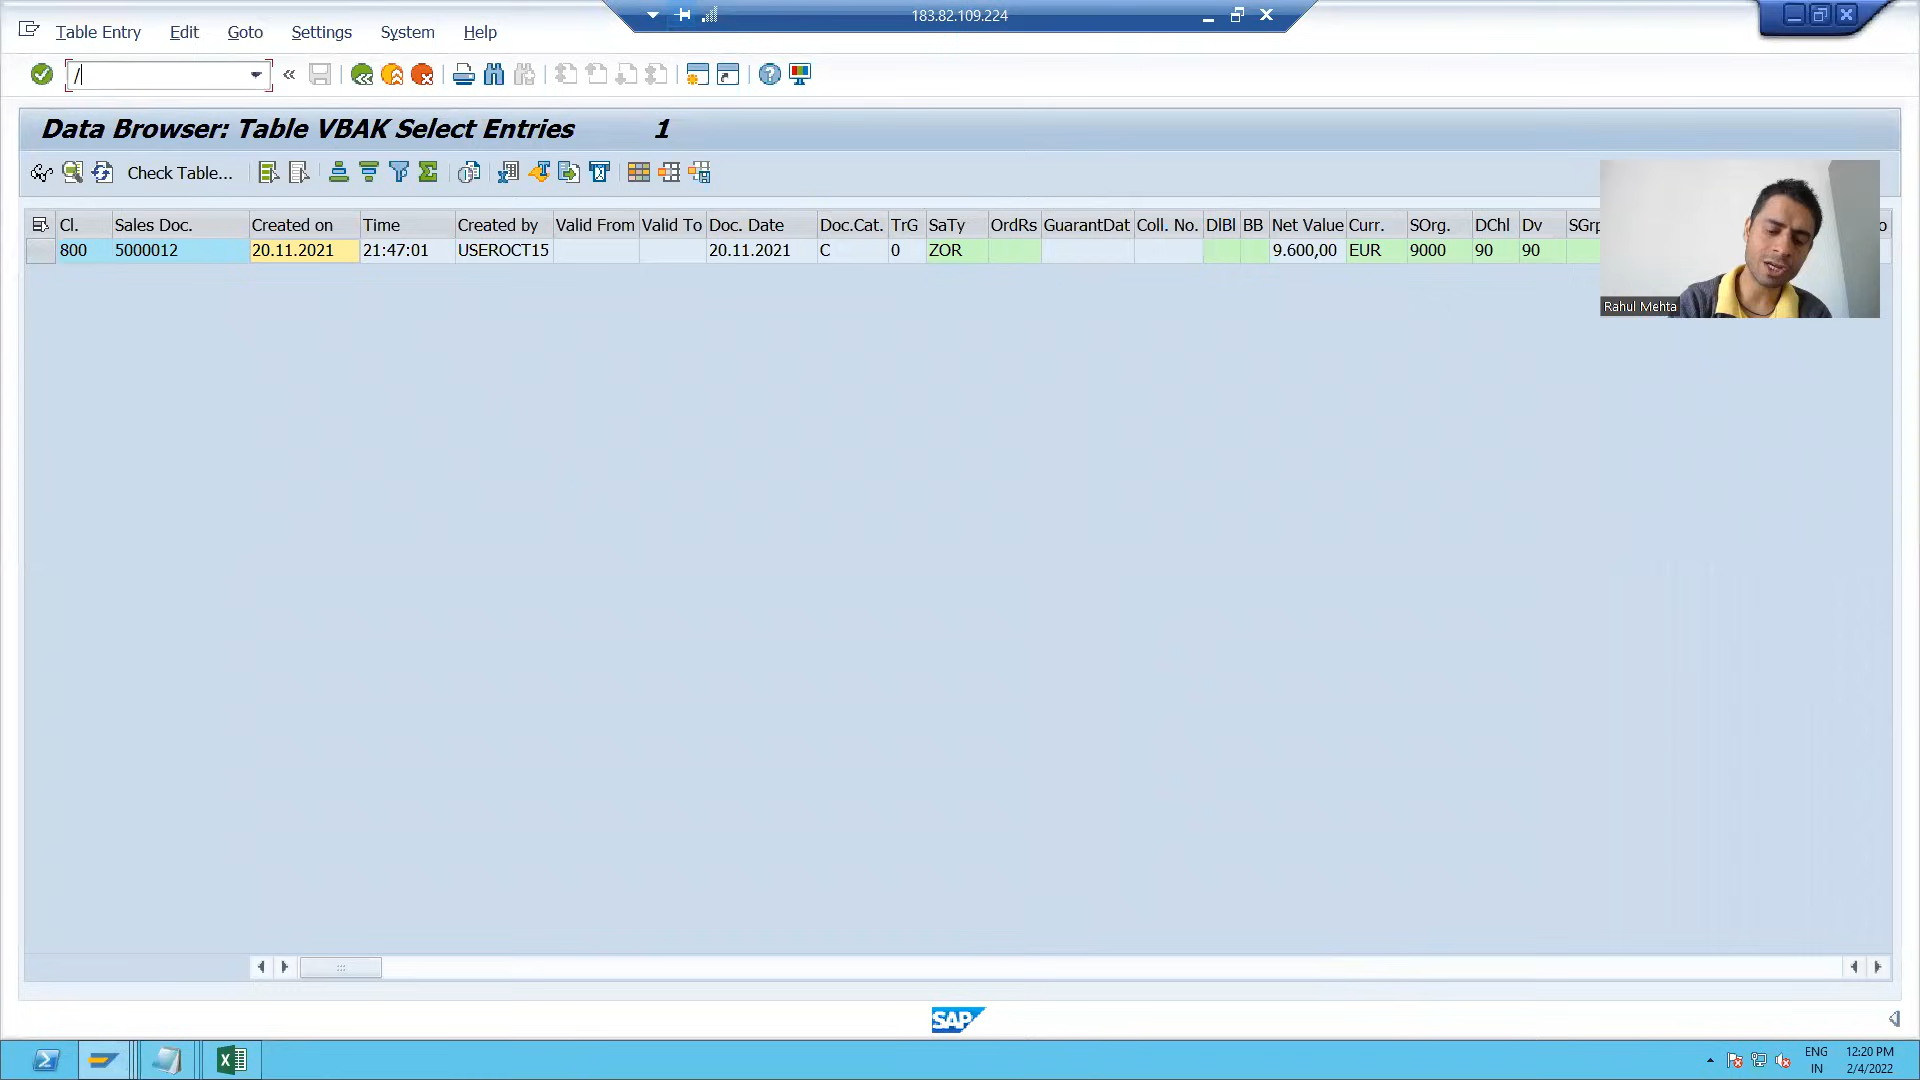 183.82.109.224
Table Entry Edit Goto Settings System Help
/
Data Browser: Table VBAK Select Entries 1
Check Table...
Cl. Sales Doc. Created on Time Created by Valid From Valid To Doc. Date Doc.Cat. TrG SaTy OrdRs GuarantDat Coll. No. DlBl BB Net Value Curr. SOrg. DChl Dv SGrp
800 5000012 20.11.2021 21:47:01 USEROCT15 20.11.2021 C 0 ZOR 9.600,00 EUR 9000 90 90
Rahul Mehta
SAP
ENG 12:20 PM
IN 2/4/2022